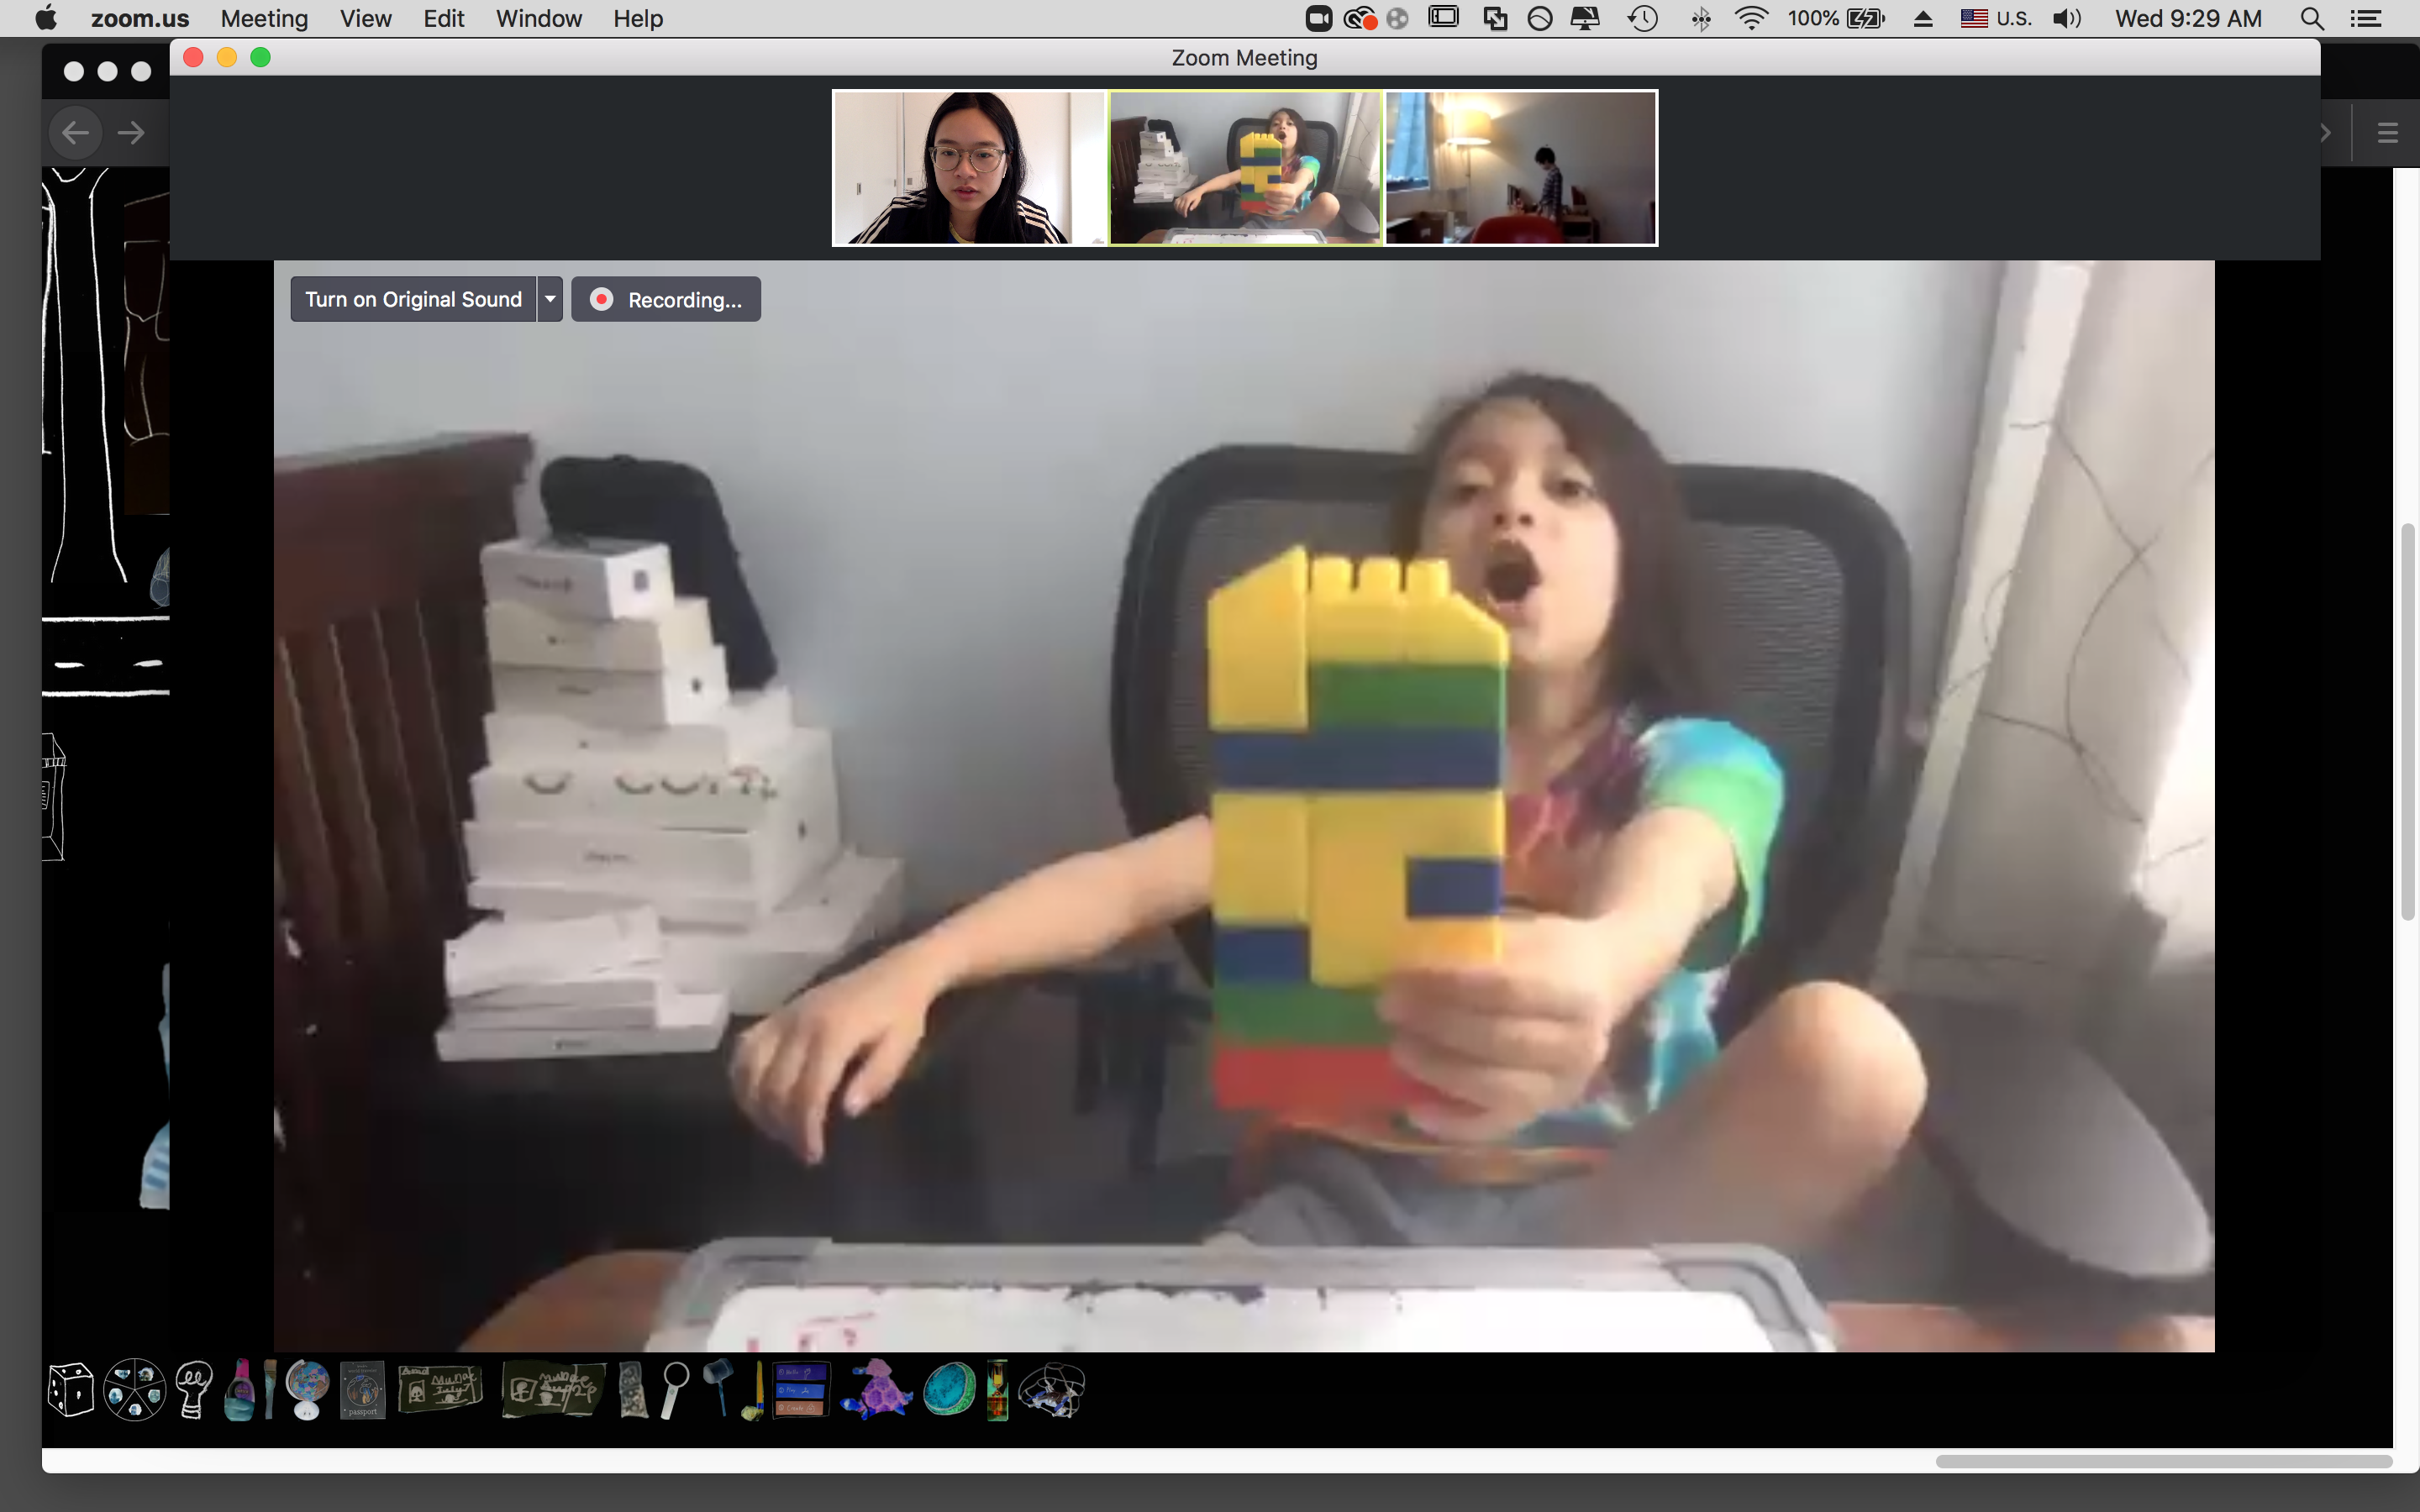 zoom.us Meeting View Edit Window Help 100% U.S. Wed 9:29 AM
Zoom Meeting
Turn on Original Sound Recording...
passport